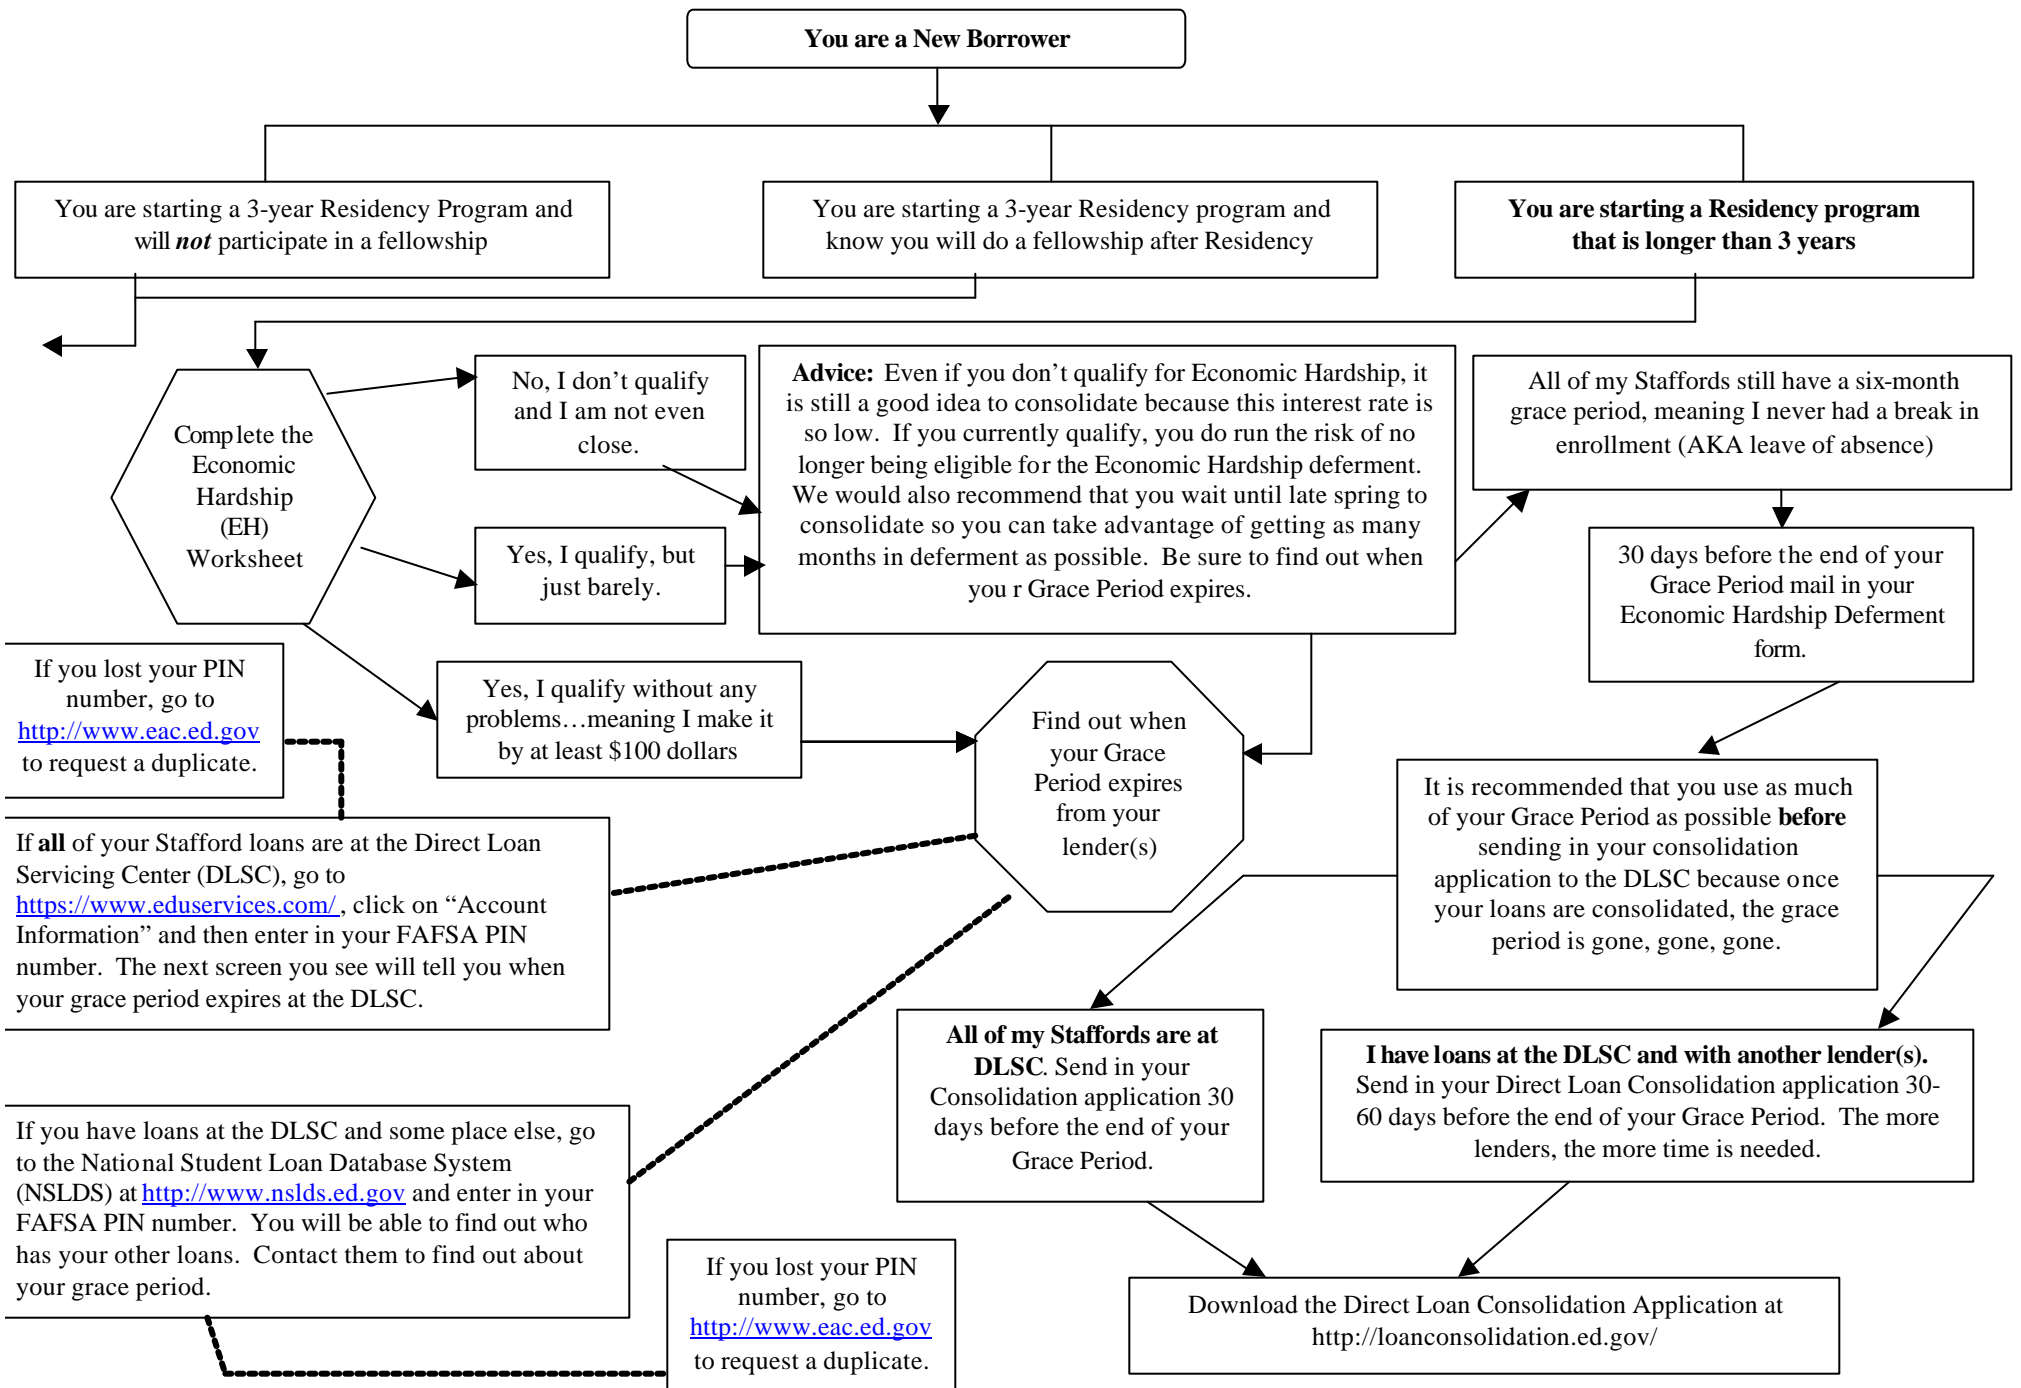 You are a New Borrower
You are starting a 3-year Residency Program and
will not participate in a fellowship
You are starting a 3-year Residency program and
know you will do a fellowship after Residency
You are starting a Residency program
that is longer than 3 years
Complete the
Economic
Hardship
(EH)
Worksheet
No, I don’t qualify
and I am not even
close.
Yes, I qualify, but
just barely.
Advice: Even if you don’t qualify for Economic Hardship, it
is still a good idea to consolidate because this interest rate is
so low. If you currently qualify, you do run the risk of no
longer being eligible for the Economic Hardship deferment.
We would also recommend that you wait until late spring to
consolidate so you can take advantage of getting as many
months in deferment as possible. Be sure to find out when
you r Grace Period expires.
All of my Staffords still have a six-month
grace period, meaning I never had a break in
enrollment (AKA leave of absence)
30 days before the end of your
Grace Period mail in your
Economic Hardship Deferment
form.
If you lost your PIN
number, go to
http://www.eac.ed.gov
to request a duplicate.
Yes, I qualify without any
problems…meaning I make it
by at least $100 dollars
Find out when
your Grace
Period expires
from your
lender(s)
It is recommended that you use as much
of your Grace Period as possible before
sending in your consolidation
application to the DLSC because once
your loans are consolidated, the grace
period is gone, gone, gone.
If all of your Stafford loans are at the Direct Loan
Servicing Center (DLSC), go to
https://www.eduservices.com/ , click on “Account
Information” and then enter in your FAFSA PIN
number. The next screen you see will tell you when
your grace period expires at the DLSC.
All of my Staffords are at
DLSC. Send in your
Consolidation application 30
days before the end of your
Grace Period.
I have loans at the DLSC and with another lender(s).
Send in your Direct Loan Consolidation application 30-
60 days before the end of your Grace Period. The more
lenders, the more time is needed.
If you have loans at the DLSC and some place else, go
to the National Student Loan Database System
(NSLDS) at http://www.nslds.ed.gov and enter in your
FAFSA PIN number. You will be able to find out who
has your other loans. Contact them to find out about
your grace period.
If you lost your PIN
number, go to
http://www.eac.ed.gov
to request a duplicate.
Download the Direct Loan Consolidation Application at
http://loanconsolidation.ed.gov/